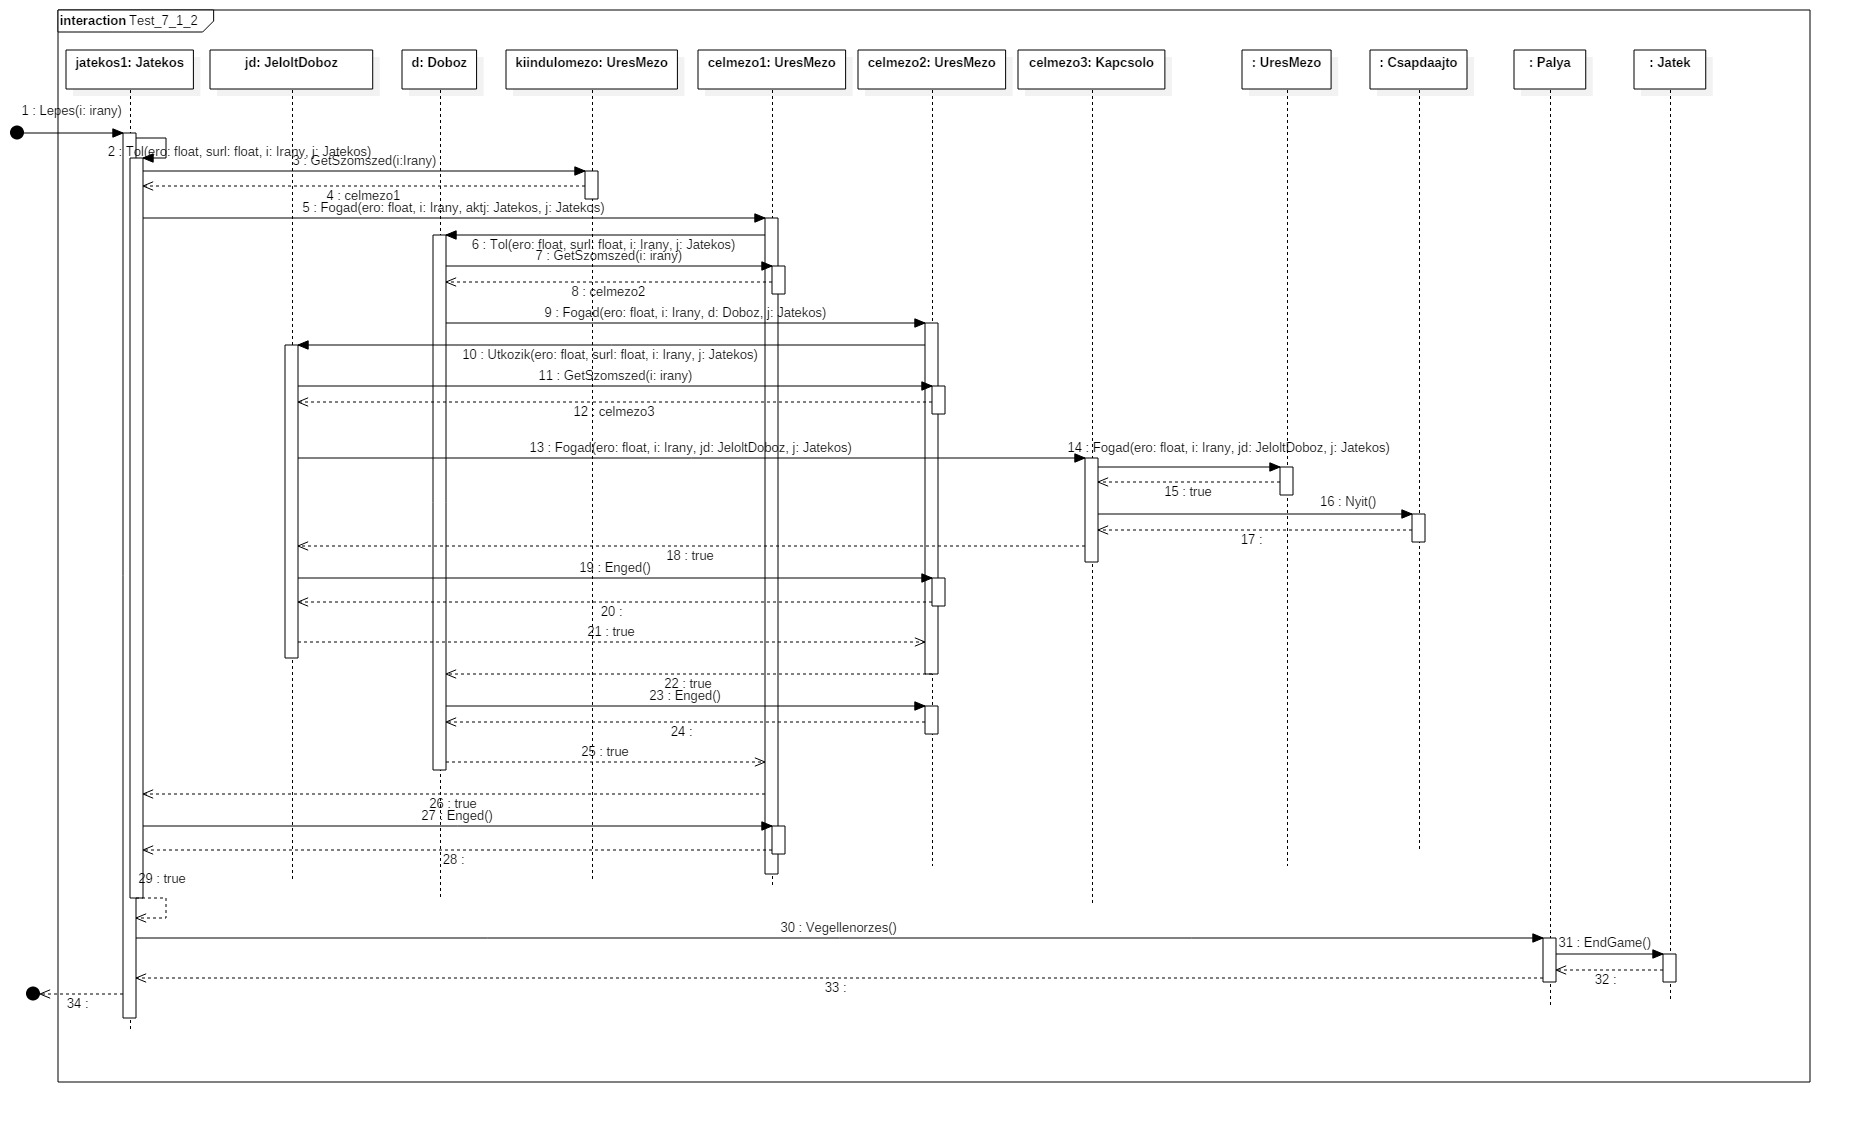 interaction Test_7_1_2
jatekos1: Jatekos
jd: JeloltDoboz
d: Doboz
kiindulomezo: UresMezo
celmezo1: UresMezo
celmezo2: UresMezo
celmezo3: Kapcsolo
: UresMezo
: Csapdaajto
: Palya
: Jatek
1 : Lepes(i: irany)
2 : Tol(ero: float, surl: float, i: Irany, j: Jatekos)
3 : GetSzomszed(i:Irany)
4 : celmezo1
5 : Fogad(ero: float, i: Irany, aktj: Jatekos, j: Jatekos)
6 : Tol(ero: float, surl: float, i: Irany, j: Jatekos)
7 : GetSzomszed(i: irany)
8 : celmezo2
9 : Fogad(ero: float, i: Irany, d: Doboz, j: Jatekos)
10 : Utkozik(ero: float, surl: float, i: Irany, j: Jatekos)
11 : GetSzomszed(i: irany)
12 : celmezo3
13 : Fogad(ero: float, i: Irany, jd: JeloltDoboz, j: Jatekos)
14 : Fogad(ero: float, i: Irany, jd: JeloltDoboz, j: Jatekos)
15 : true
16 : Nyit()
17 :
18 : true
19 : Enged()
20 :
21 : true
22 : true
23 : Enged()
24 :
25 : true
26 : true
27 : Enged()
28 :
29 : true
30 : Vegellenorzes()
31 : EndGame()
32 :
33 :
34 :